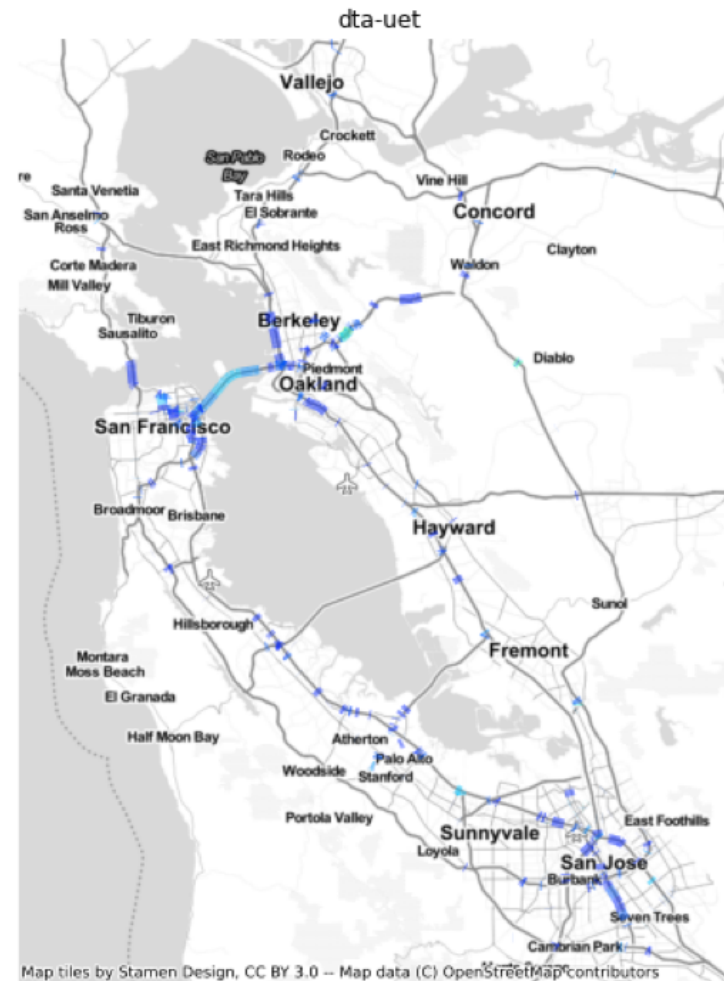 dta-uet
Vallejo
Crockett
San Pablo
Bay
Rodeo
re
Vine Hill
Santa Venetia
Tara Hills
El Sobrante
Concord
San Anselmo
Ross
East Richmond Heights
Clayton
Corte Madera
Waldon
Mill Valley
Tiburon
Berkeley
Sausalito
Diablo
Piedmont
Oakland
San Francisco
Broadmoor
Brisbane
Hayward
Sunol
Hillsborough
Fremont
Montara
Moss Beach
El Granada
Half Moon Bay
Atherton
Palo Alto
Woodside
Stanford
Portola Valley
East Foothills
Sunnyvale
Loyola
San Jose
Burbank
Seven Trees
Cambrian Park
Map tiles by Stamen Design, CC BY 3.0 -- Map data (C) OpenStreetMap contributors